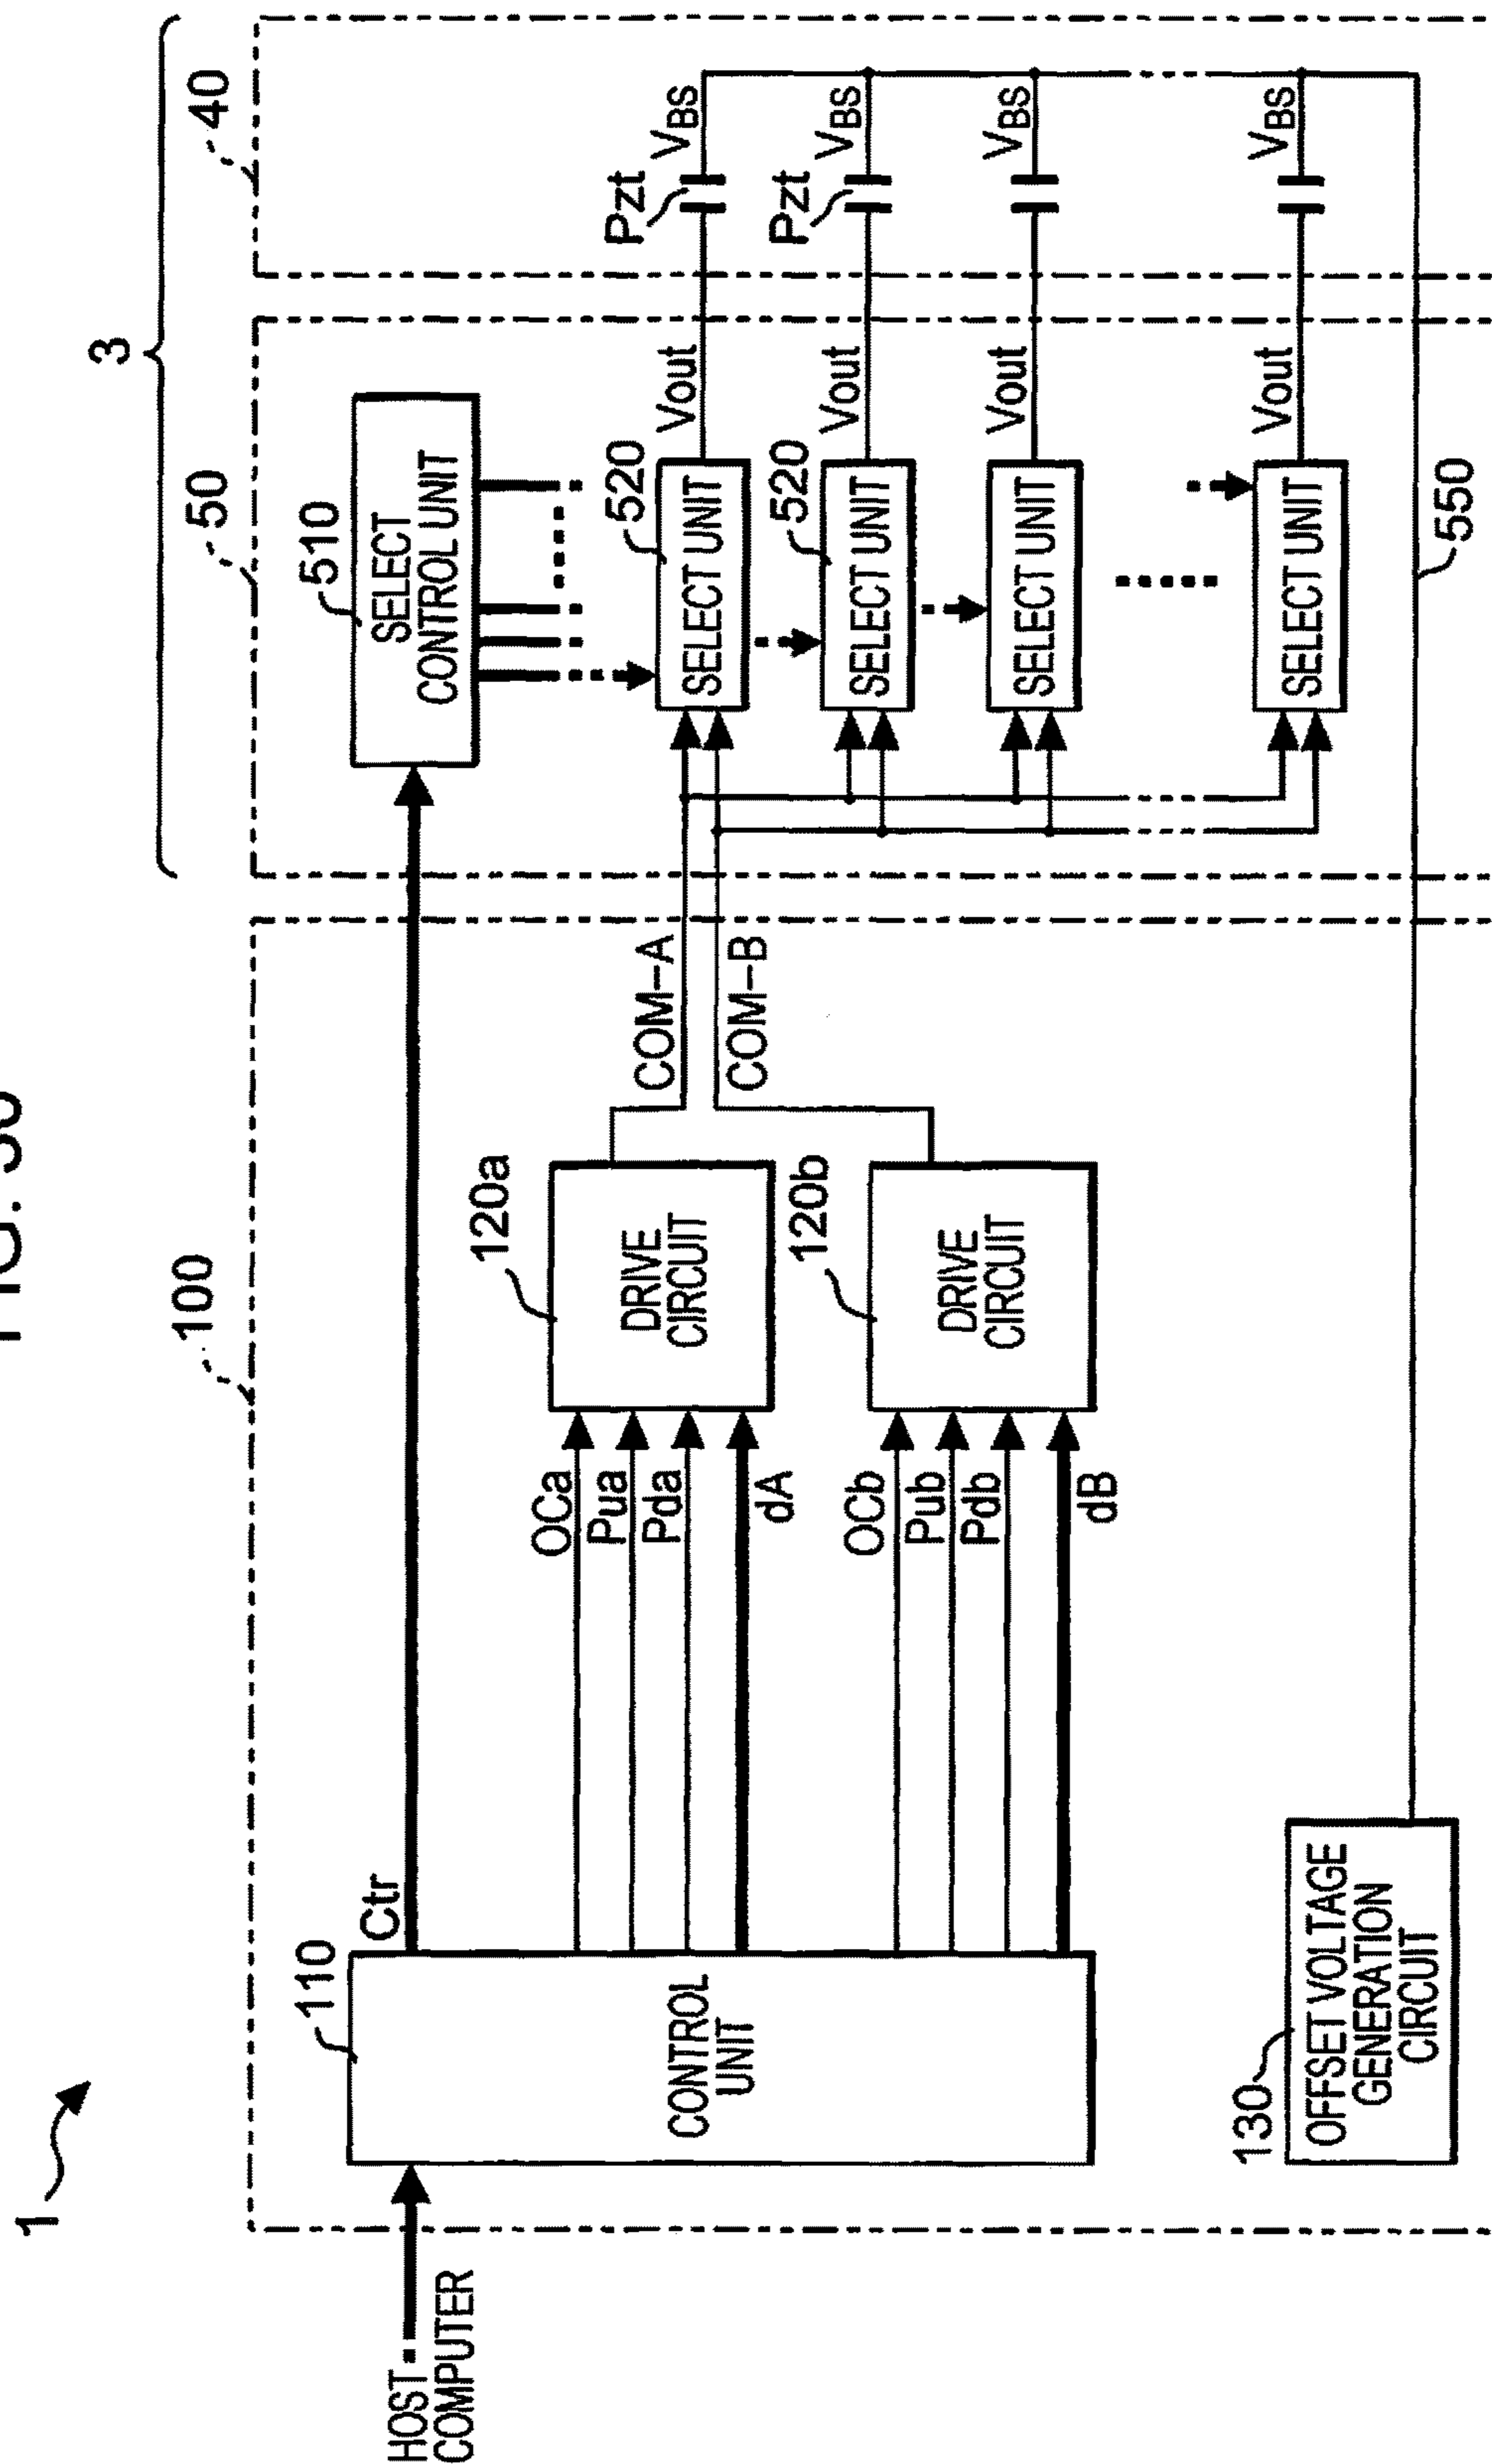 1
3
100
50
40
HOST
COMPUTER
110
CONTROL
UNIT
Ctr
510
SELECT
CONTROL UNIT
OCa
Pua
Pda
dA
120a
DRIVE
CIRCUIT
COM-A
COM-B
520
SELECT UNIT
Vout
Pzt
VBS
OCb
Pub
Pdb
dB
120b
DRIVE
CIRCUIT
520
SELECT UNIT
Vout
Pzt
VBS
SELECT UNIT
Vout
VBS
SELECT UNIT
Vout
VBS
130
OFFSET VOLTAGE
GENERATION
CIRCUIT
550